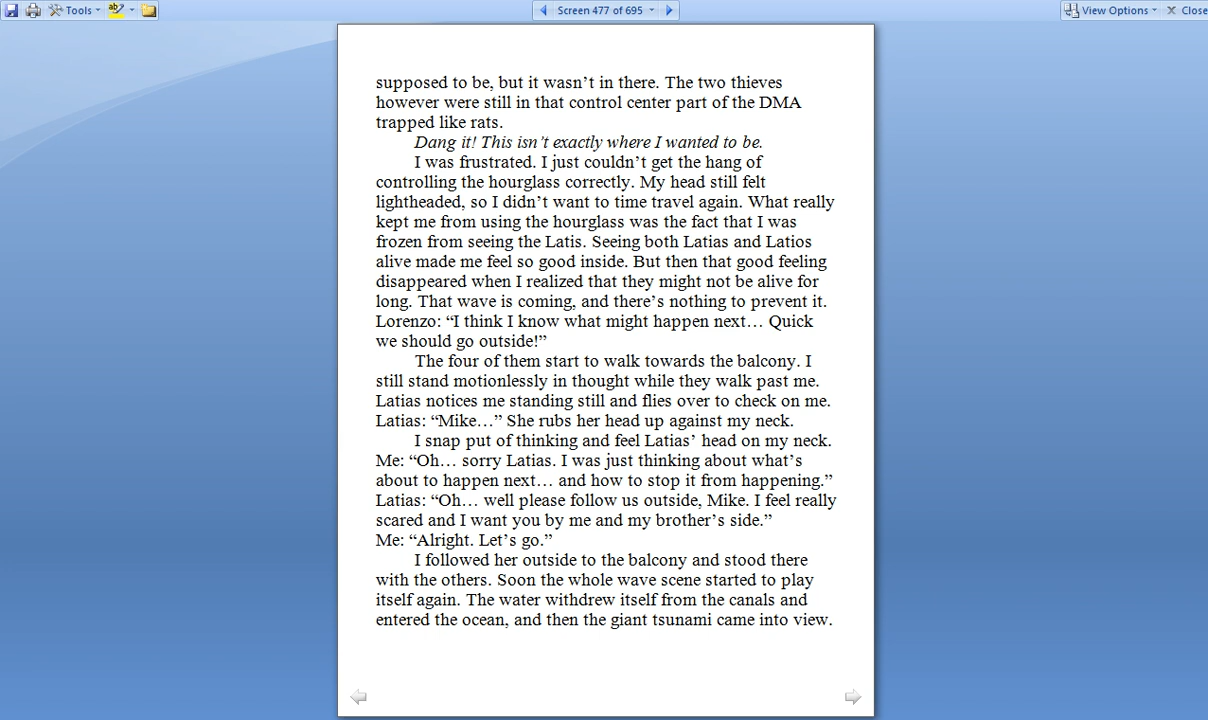 Tools
Screen 477 of 695
View Options
Close
supposed to be, but it wasn’t in there. The two thieves
however were still in that control center part of the DMA
trapped like rats.
Dang it! This isn’t exactly where I wanted to be.
I was frustrated. I just couldn’t get the hang of
controlling the hourglass correctly. My head still felt
lightheaded, so I didn’t want to time travel again. What really
kept me from using the hourglass was the fact that I was
frozen from seeing the Latis. Seeing both Latias and Latios
alive made me feel so good inside. But then that good feeling
disappeared when I realized that they might not be alive for
long. That wave is coming, and there’s nothing to prevent it.
Lorenzo: “I think I know what might happen next… Quick
we should go outside!”
The four of them start to walk towards the balcony. I
still stand motionlessly in thought while they walk past me.
Latias notices me standing still and flies over to check on me.
Latias: “Mike…” She rubs her head up against my neck.
I snap put of thinking and feel Latias’ head on my neck.
Me: “Oh… sorry Latias. I was just thinking about what’s
about to happen next… and how to stop it from happening.”
Latias: “Oh… well please follow us outside, Mike. I feel really
scared and I want you by me and my brother’s side.”
Me: “Alright. Let’s go.”
I followed her outside to the balcony and stood there
with the others. Soon the whole wave scene started to play
itself again. The water withdrew itself from the canals and
entered the ocean, and then the giant tsunami came into view.